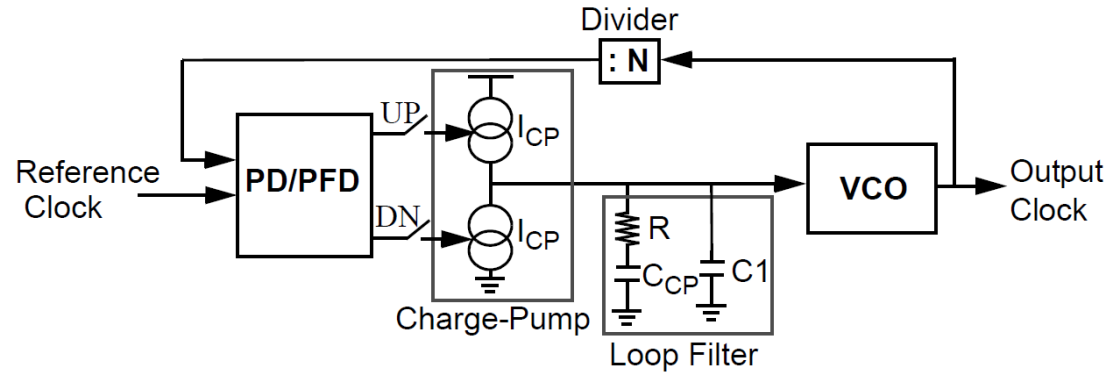 Divider
: N
UP
I_CP
Reference
Clock
PD/PFD
VCO
Output
Clock
DN
I_CP
R
C_CP
C1
Charge-Pump
Loop Filter